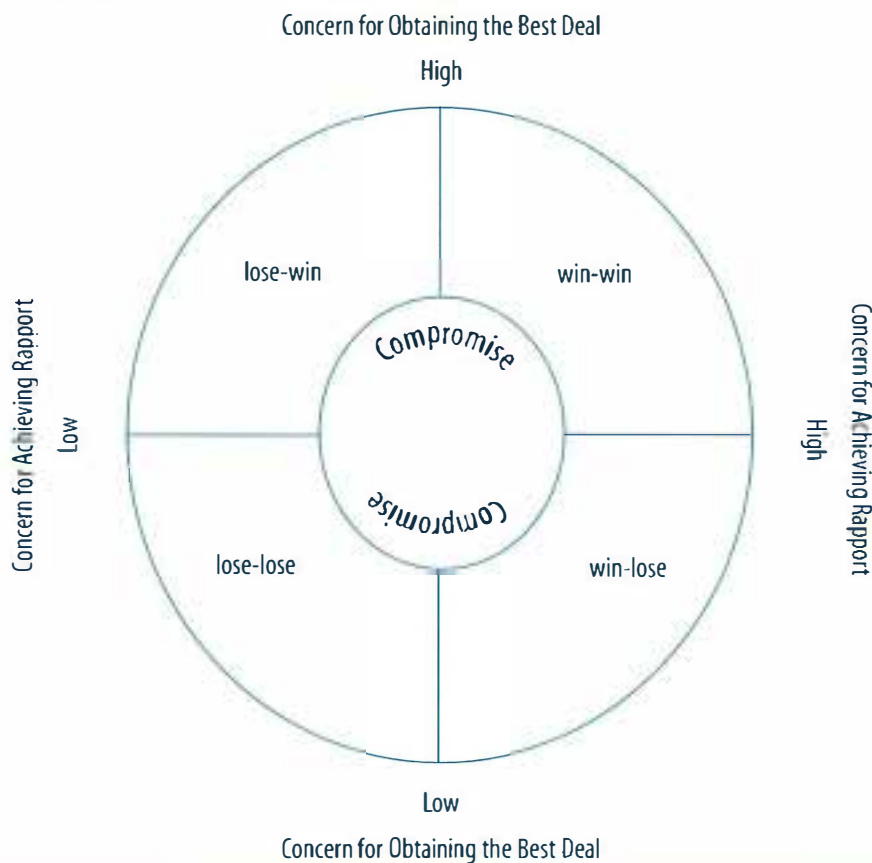 Concern for Obtaining the Best Deal
High
lose-win
win-win
Compromise
Concern for Achieving Rapport
Low
High
Concern for Achieving Rapport
Compromise
lose-lose
win-lose
Low
Concern for Obtaining the Best Deal